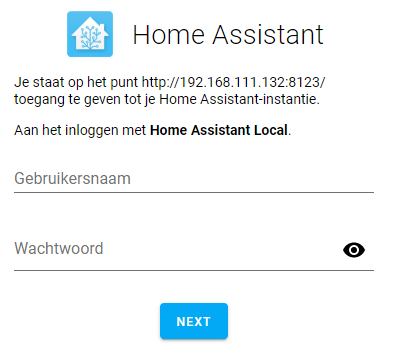 Home Assistant
Je staat op het punt http://192.168.111.132:8123/
toegang te geven tot je Home Assistant-instantie.
Aan het inloggen met Home Assistant Local.
Gebruikersnaam
Wachtwoord
NEXT